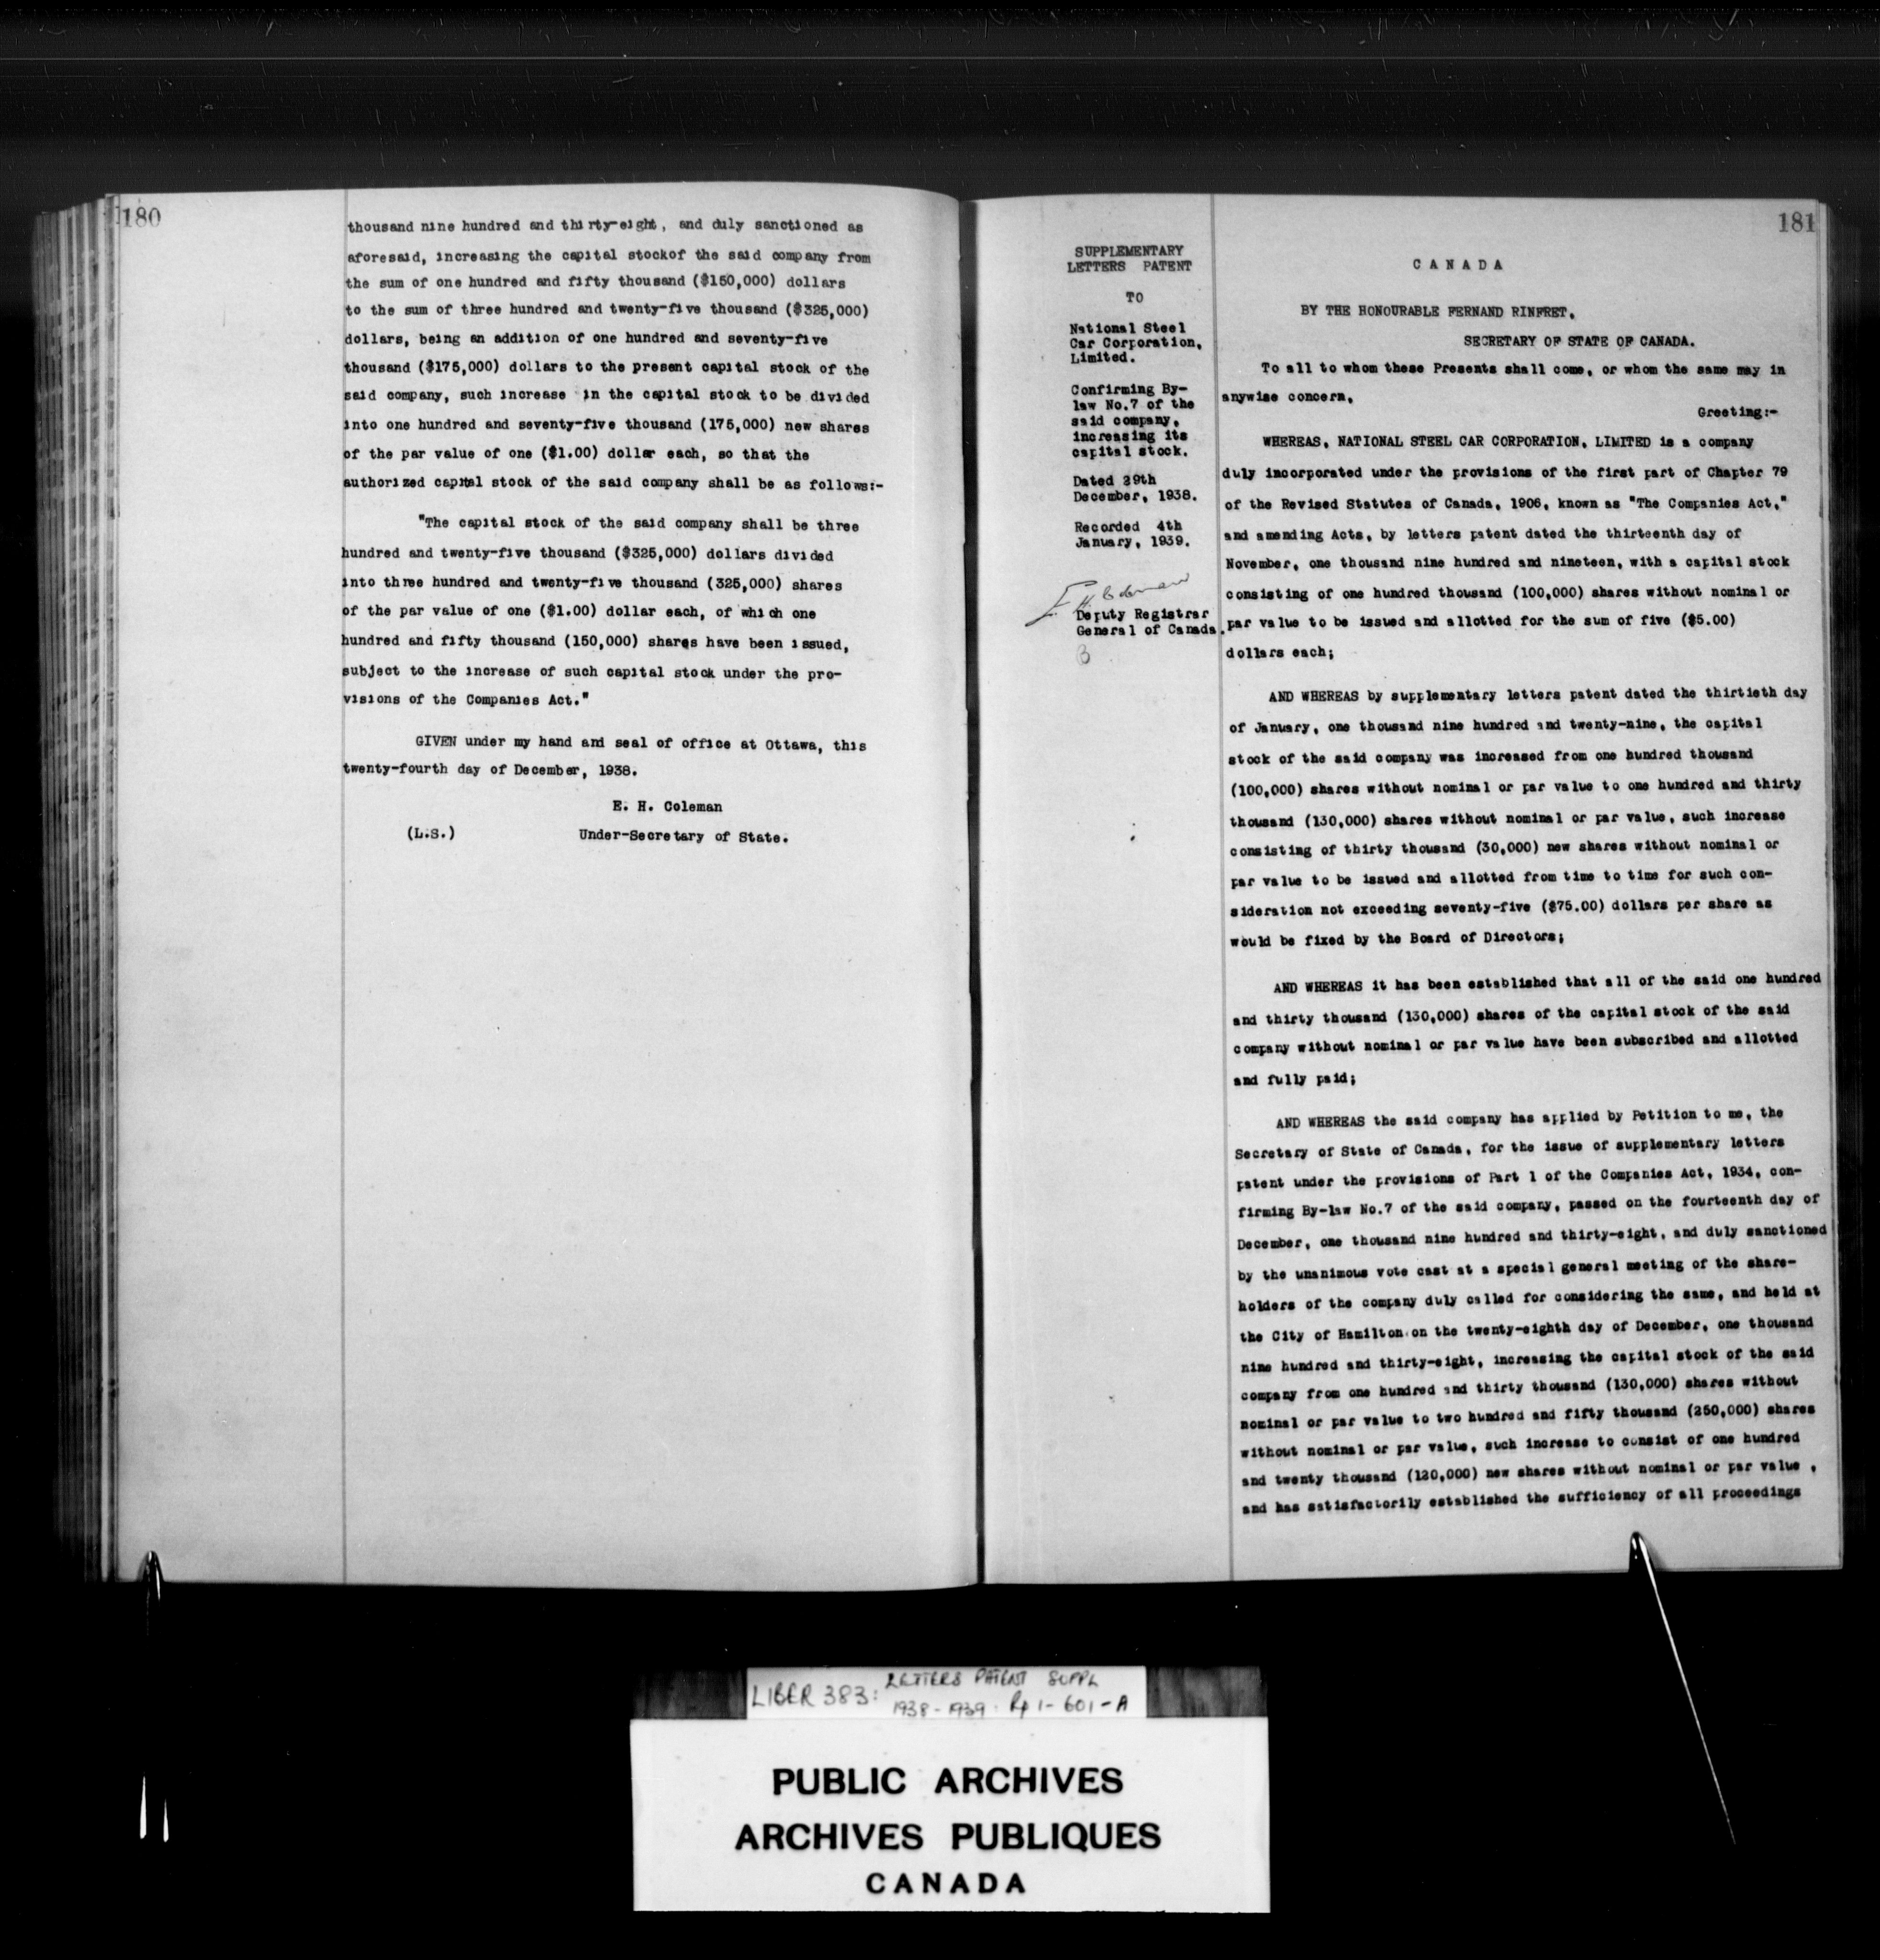 180
thousand nine hundred and thirty-eight, and duly sanctioned as
aforesaid, increasing the capital stockof the said company from
the sum of one hundred and fifty thousand ($150,000) dollars
to the sum of three hundred and twenty-five thousand ($325,000)
dollars, being an addition of one hundred and seventy-five
thousand ($175,000) dollars to the present capital stock of the
said company, such increase in the capital stock to be divided
into one hundred and seventy-five thousand (175,000) new shares
of the par value of one ($1.00) dollar each, so that the
authorized capital stock of the said company shall be as follows:-
"The capital stock of the said company shall be three
hundred and twenty-five thousand ($325,000) dollars divided
into three hundred and twenty-five thousand (325,000) shares
of the par value of one ($1.00) dollar each, of which one
hundred and fifty thousand (150,000) shares have been issued,
subject to the increase of such capital stock under the pro-
visions of the Companies Act."
GIVEN under my hand and seal of office at Ottawa, this
twenty-fourth day of December, 1938.
E. H. Coleman
(L.S.) Under-Secretary of State.
181
SUPPLEMENTARY
LETTERS PATENT
TO
National Steel
Car Corporation,
Limited.
Confirming By-
law No.7 of the
said company,
increasing its
capital stock.
Dated 29th
December, 1938.
Recorded 4th
January, 1939.
E H Coleman
Deputy Registrar
General of Canada.
B
CANADA
BY THE HONOURABLE FERNAND RINFRET.
SECRETARY OF STATE OF CANADA.
To all to whom these Presents shall come, or whom the same may in
anywise concern,
Greeting:-
WHEREAS, NATIONAL STEEL CAR CORPORATION, LIMITED is a company
duly incorporated under the provisions of the first part of Chapter 79
of the Revised Statutes of Canada, 1906, known as "The Companies Act,"
and amending Acts, by letters patent dated the thirteenth day of
November, one thousand nine hundred and nineteen, with a capital stock
consisting of one hundred thousand (100,000) shares without nominal or
par value to be issued and allotted for the sum of five ($5.00)
dollars each;
AND WHEREAS by supplementary letters patent dated the thirtieth day
of January, one thousand nine hundred and twenty-nine, the capital
stock of the said company was increased from one hundred thousand
(100,000) shares without nominal or par value to one hundred and thirty
thousand (130,000) shares without nominal or par value, such increase
consisting of thirty thousand (30,000) new shares without nominal or
par value to be issued and allotted from time to time for such con-
sideration not exceeding seventy-five ($75.00) dollars per share as
would be fixed by the Board of Directors;
AND WHEREAS it has been established that all of the said one hundred
and thirty thousand (130,000) shares of the capital stock of the said
company without nominal or par value have been subscribed and allotted
and fully paid;
AND WHEREAS the said company has applied by Petition to me, the
Secretary of State of Canada, for the issue of supplementary letters
patent under the provisions of Part 1 of the Companies Act, 1934, con-
firming By-law No.7 of the said company, passed on the fourteenth day of
December, one thousand nine hundred and thirty-eight, and duly sanctioned
by the unanimous vote cast at a special general meeting of the share-
holders of the company duly called for considering the same, and held at
the City of Hamilton on the twenty-eighth day of December, one thousand
nine hundred and thirty-eight, increasing the capital stock of the said
company from one hundred and thirty thousand (130,000) shares without
nominal or par value to two hundred and fifty thousand (250,000) shares
without nominal or par value, such increase to consist of one hundred
and twenty thousand (120,000) new shares without nominal or par value ,
and has satisfactorily established the sufficiency of all proceedings
LIBER 383: LETTERS PATENT SUPPL
1938-1939. Pp 1-601-A
PUBLIC ARCHIVES
ARCHIVES PUBLIQUES
CANADA